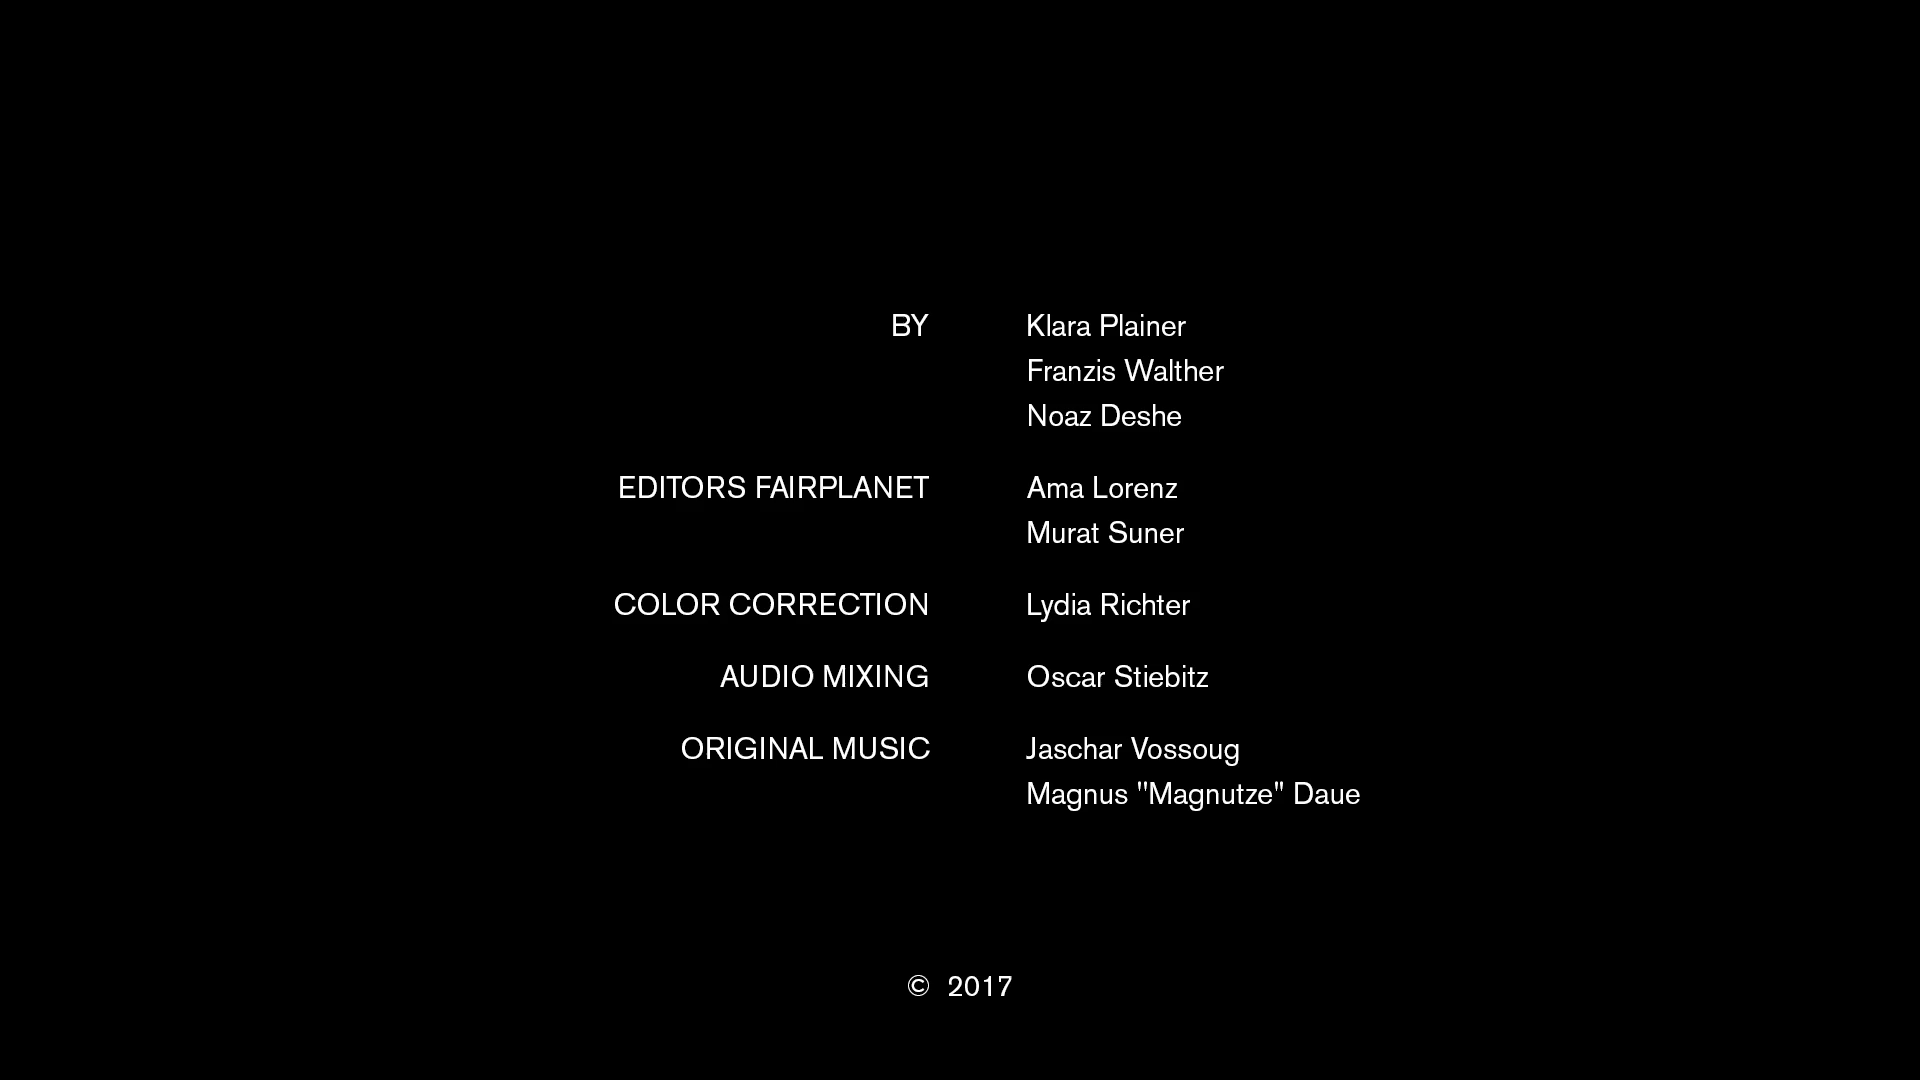 BY Klara Plainer
Franzis Walther
Noaz Deshe
EDITORS FAIRPLANET Ama Lorenz
Murat Suner
COLOR CORRECTION Lydia Richter
AUDIO MIXING Oscar Stiebitz
ORIGINAL MUSIC Jaschar Vossoug
Magnus "Magnutze" Daue
© 2017